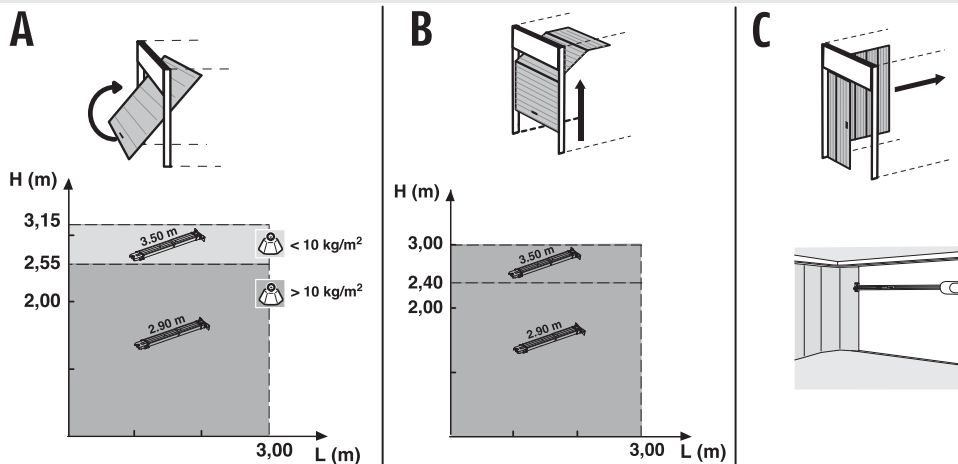 A
H (m)
3,15
3.50 m
< 10 kg/m²
2,55
> 10 kg/m²
2,00
2.90 m
3,00
L (m)
B
H (m)
3,00
3.50 m
2,40
2,00
2.90 m
3,00
L (m)
C